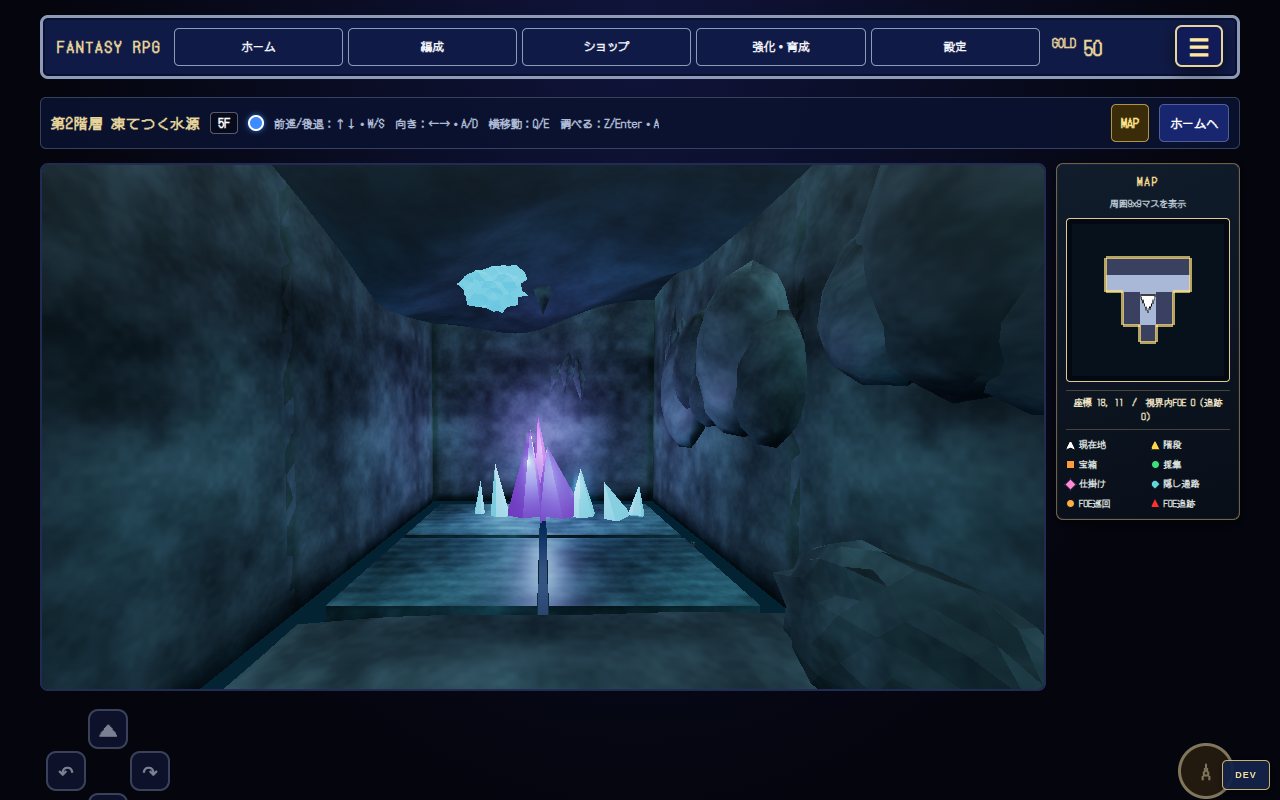 FANTASY RPG ホーム 編成 ショップ 強化・育成 設定 GOLD 50
第2階層 凍てつく水源 5F 前進/後退：↑↓・W/S 向き：←→・A/D 横移動：Q/E 調べる：Z/Enter・A MAP ホームへ
MAP
周囲9x9マスを表示
座標 18, 11 / 視界内FOE 0（追跡
0）
現在地 階段
宝箱 採集
仕掛け 隠し通路
FOE巡回 FOE追跡
A
DEV